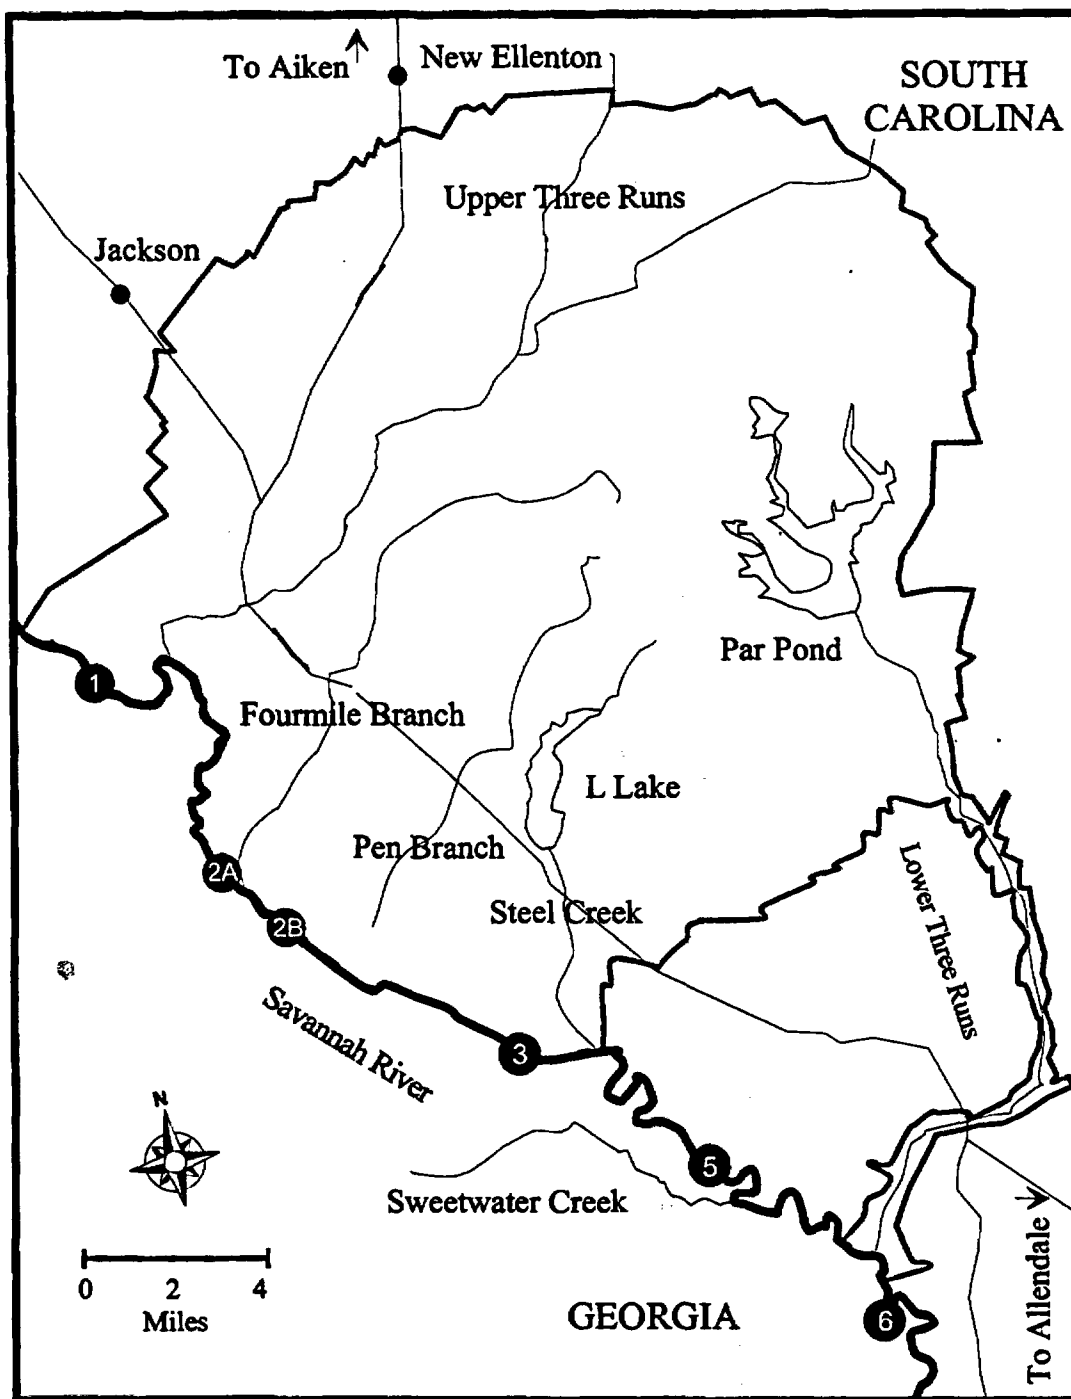 To Aiken
New Ellenton
SOUTH
CAROLINA
Upper Three Runs
Jackson
Par Pond
1
Fourmile Branch
L Lake
Pen Branch
2A
Lower Three Runs
Steel Creek
2B
Savannah River
3
N
5
Sweetwater Creek
To Allendale
0 2 4
Miles
GEORGIA
6